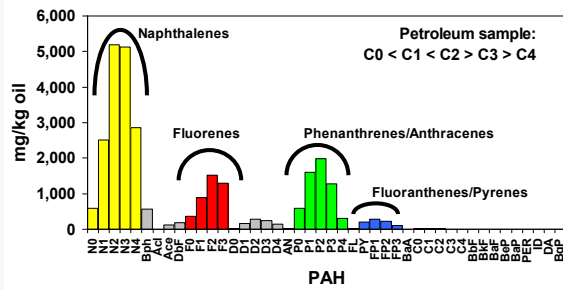 6,000
5,000
4,000
3,000
2,000
1,000
0
mg/kg oil
Naphthalenes
Petroleum sample:
C0 < C1 < C2 > C3 > C4
Fluorenes
Phenanthrenes/Anthracenes
Fluoranthenes/Pyrenes
N0 N1 N2 N3 N4 Bph Acl Ace DbF F0 F1 F2 F3 D0 D1 D2 D3 D4 AN P0 P1 P2 P3 P4 FL PY FP1 FP2 FP3 BaA C0 C1 C2 C3 C4 BbF BkF BaF BeP BaP PER ID DA BgP
PAH